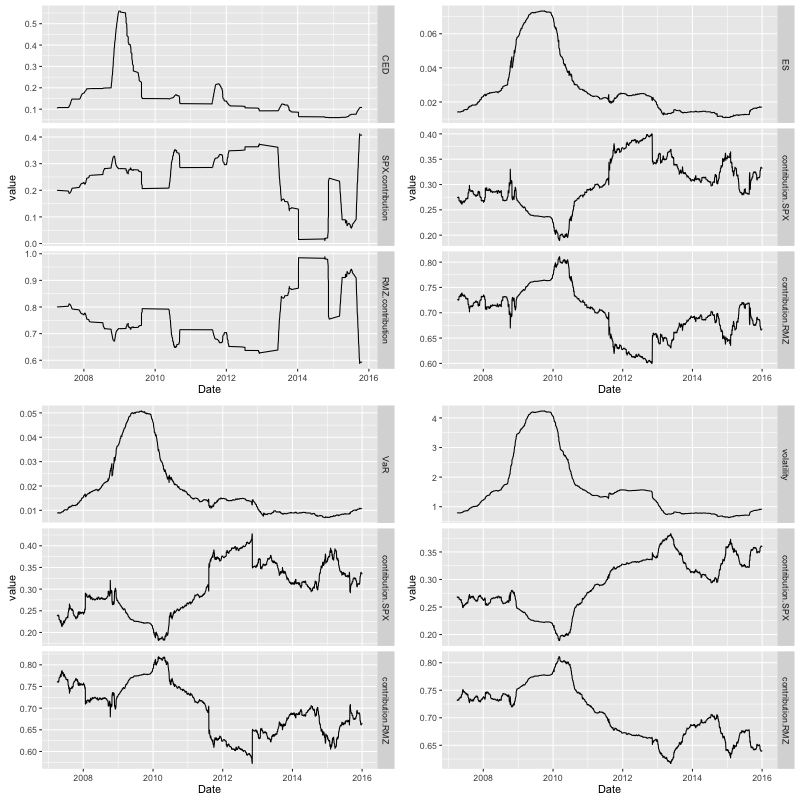 0.5
0.4
0.3
0.2
0.1
CED
0.4
0.3
0.2
0.1
0.0
SPX.contribution
value
1.0
0.9
0.8
0.7
0.6
RMZ.contribution
2008 2010 2012 2014 2016
Date
0.06
0.04
0.02
ES
0.40
0.35
0.30
0.25
0.20
contribution.SPX
value
0.80
0.75
0.70
0.65
0.60
contribution.RMZ
2008 2010 2012 2014 2016
Date
0.05
0.04
0.03
0.02
0.01
VaR
0.40
0.35
0.30
0.25
0.20
contribution.SPX
value
0.80
0.75
0.70
0.65
0.60
contribution.RMZ
2008 2010 2012 2014 2016
Date
4
3
2
1
volatility
0.35
0.30
0.25
0.20
contribution.SPX
value
0.80
0.75
0.70
0.65
contribution.RMZ
2008 2010 2012 2014 2016
Date